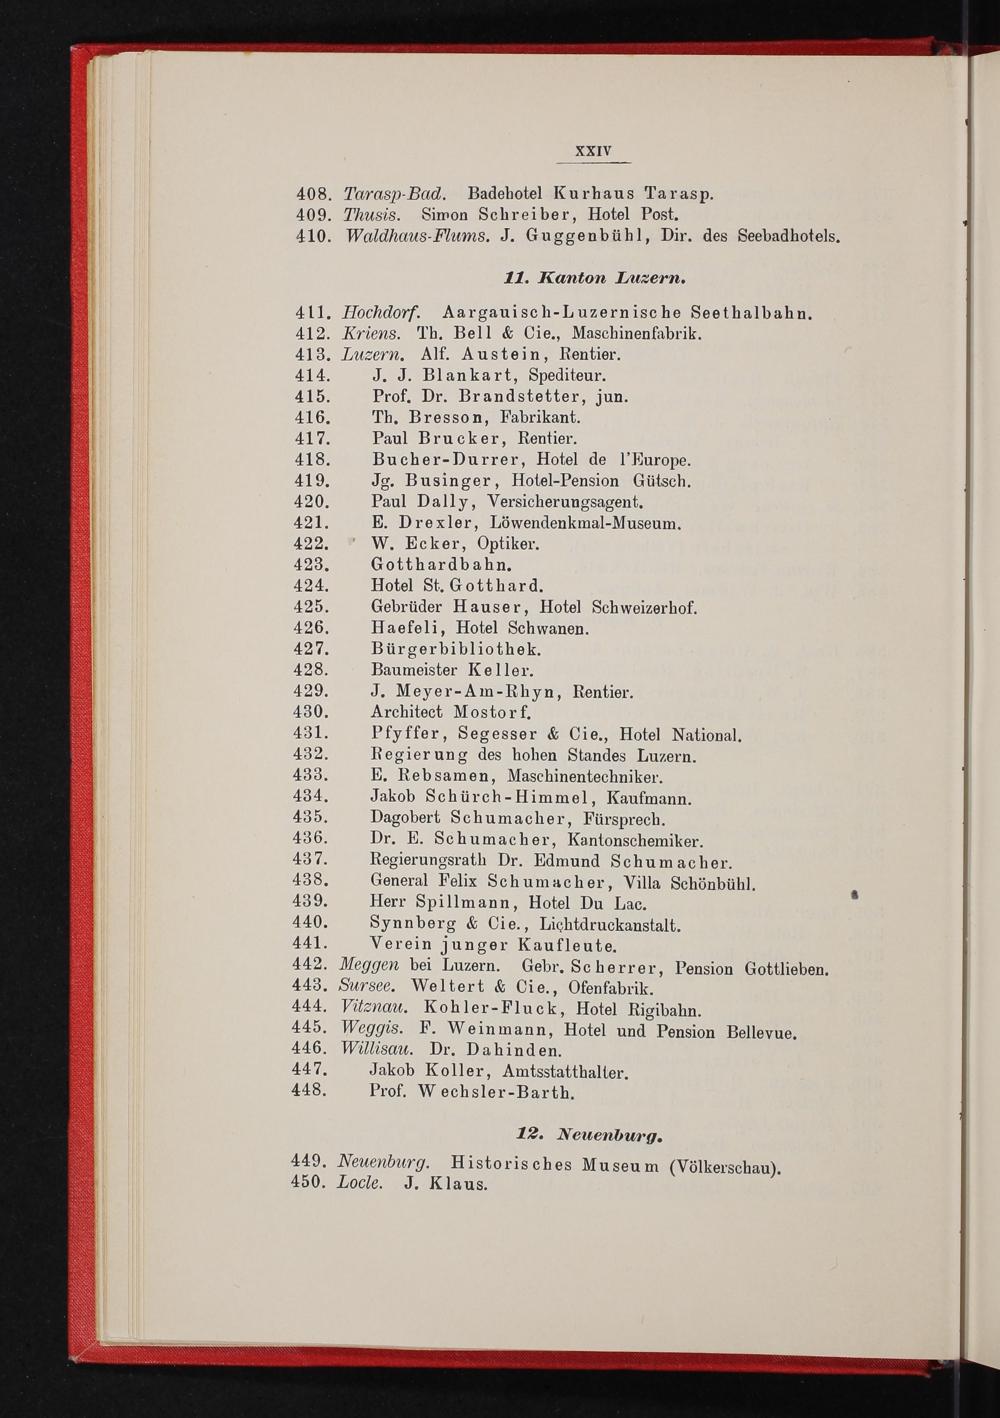 XXIV
408. Tarasp-Bad. Badehotel Kurhaus Tarasp.
409. Thusis. Simon Schreiber, Hotel Post.
410. Waldhaus-Flums. J. Guggenbühl, Dir. des Seebadhotels.
11. Kanton Luzern.
411. Hochdorf. Aargauisch-Luzernische Seethalbahn.
412. Kriens. Th. Bell & Cie., Maschinenfabrik.
413. Luzern. Alf. Austein, Rentier.
414. J. J. Blankart, Spediteur.
415. Prof. Dr. Brandstetter, jun.
416. Th. Bresson, Fabrikant.
417. Paul Brucker, Rentier.
418. Bucher-Durrer, Hotel de l'Europe.
419. Jg. Businger, Hotel-Pension Gütsch.
420. Paul Dally, Versicherungsagent.
421. E. Drexler, Löwendenkmal-Museum.
422. W. Ecker, Optiker.
423. Gotthardbahn.
424. Hotel St. Gotthard.
425. Gebrüder Hauser, Hotel Schweizerhof.
426. Haefeli, Hotel Schwanen.
427. Bürgerbibliothek.
428. Baumeister Keller.
429. J. Meyer-Am-Rhyn, Rentier.
430. Architect Mostorf.
431. Pfyffer, Segesser & Cie., Hotel National.
432. Regierung des hohen Standes Luzern.
433. E. Rebsamen, Maschinentechniker.
434. Jakob Schürch-Himmel, Kaufmann.
435. Dagobert Schumacher, Fürsprech.
436. Dr. E. Schumacher, Kantonschemiker.
437. Regierungsrath Dr. Edmund Schumacher.
438. General Felix Schumacher, Villa Schönbühl.
439. Herr Spillmann, Hotel Du Lac.
440. Synnberg & Cie., Lichtdruckanstalt.
441. Verein junger Kaufleute.
442. Meggen bei Luzern. Gebr. Scherrer, Pension Gottlieben.
443. Sursee. Weltert & Cie., Ofenfabrik.
444. Vitznau. Kohler-Fluck, Hotel Rigibahn.
445. Weggis. F. Weinmann, Hotel und Pension Bellevue.
446. Willisau. Dr. Dahinden.
447. Jakob Koller, Amtsstatthalter.
448. Prof. Wechsler-Barth.
12. Neuenburg.
449. Neuenburg. Historisches Museum (Völkerschau).
450. Locle. J. Klaus.